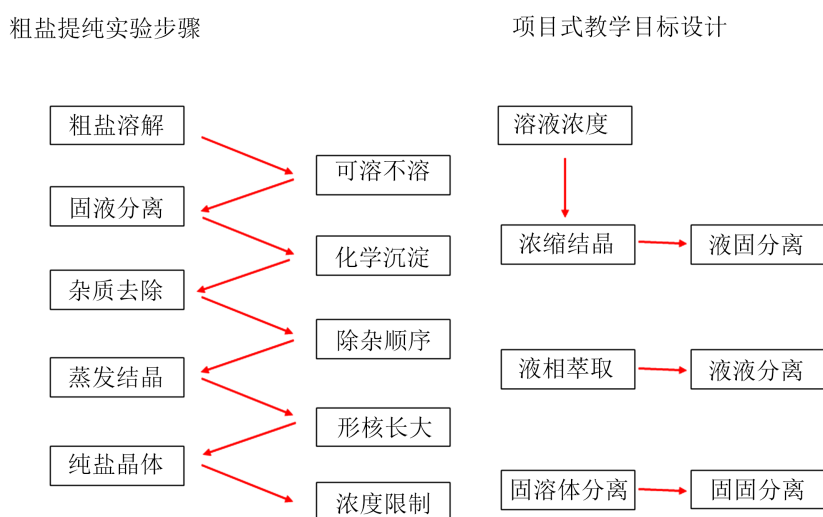 粗盐提纯实验步骤
项目式教学目标设计
粗盐溶解
可溶不溶
固液分离
化学沉淀
杂质去除
除杂顺序
蒸发结晶
形核长大
纯盐晶体
浓度限制
溶液浓度
浓缩结晶
液固分离
液相萃取
液液分离
固溶体分离
固固分离